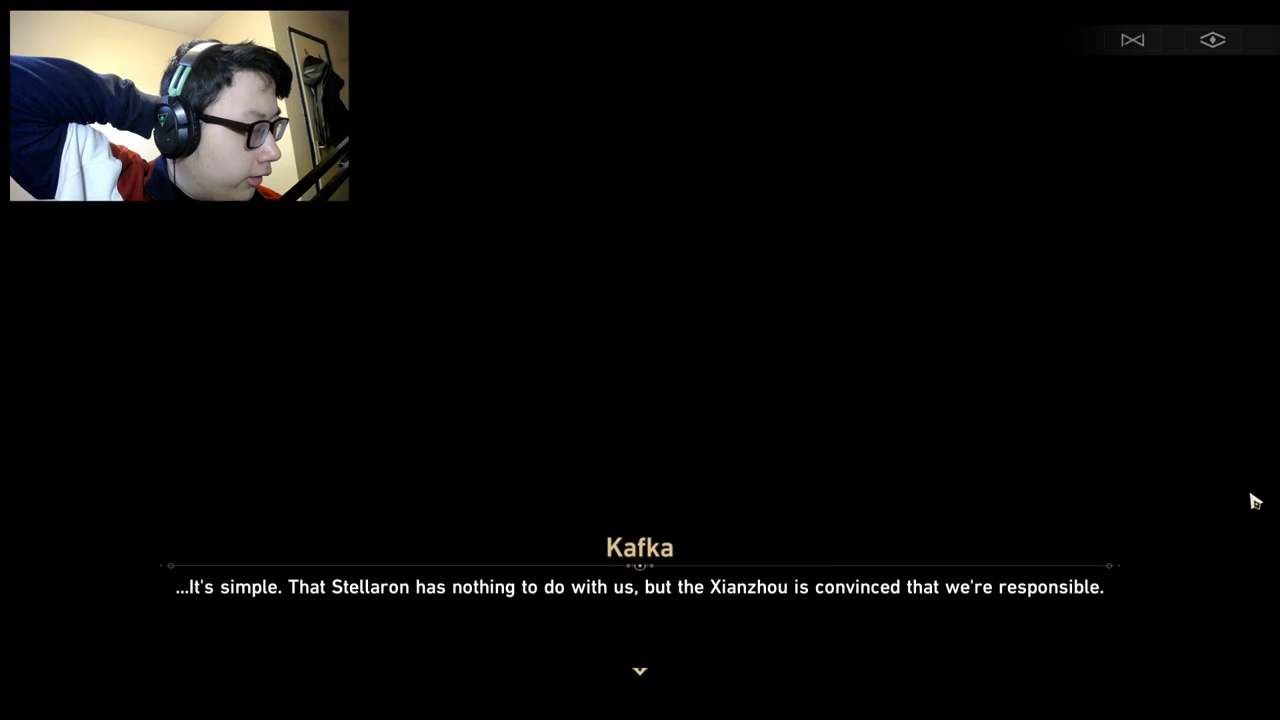 Kafka
...It's simple. That Stellaron has nothing to do with us, but the Xianzhou is convinced that we're responsible.